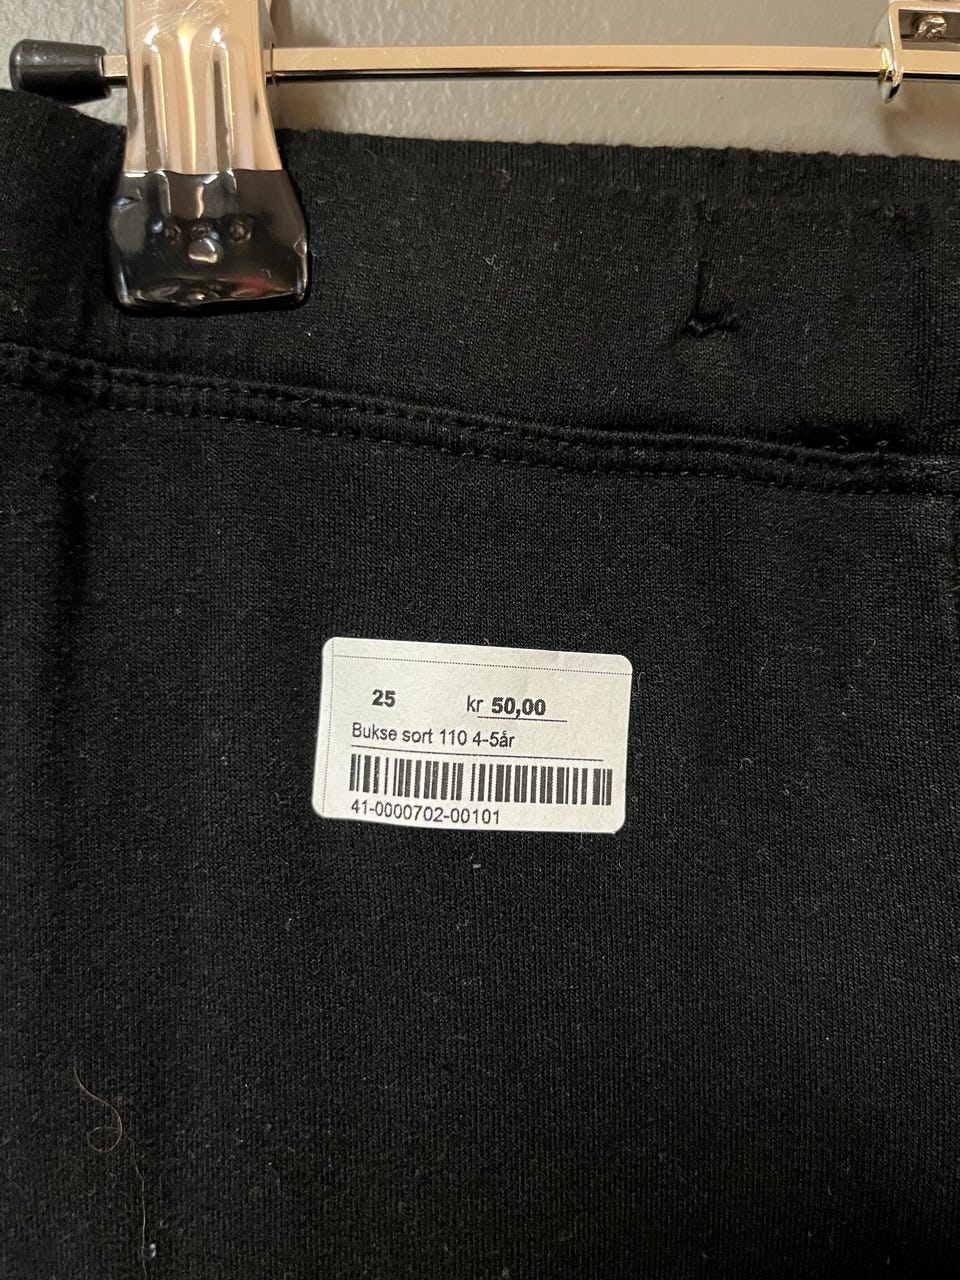 25 kr 50,00
Bukse sort 110 4-5år
41-0000702-00101